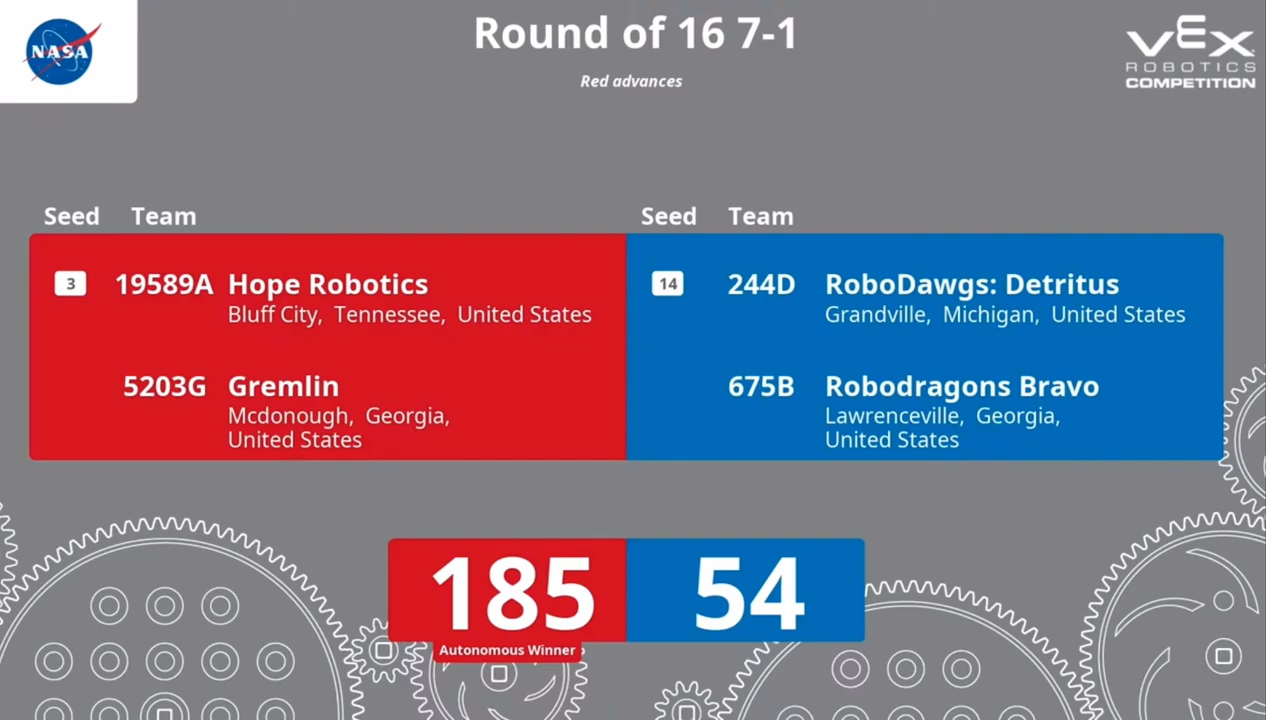 NASA
Round of 16 7-1
Red advances
VEX
ROBOTICS
COMPETITION
Seed Team
Seed Team
3 19589A Hope Robotics
Bluff City, Tennessee, United States
5203G Gremlin
Mcdonough, Georgia,
United States
14 244D RoboDawgs: Detritus
Grandville, Michigan, United States
675B Robodragons Bravo
Lawrenceville, Georgia,
United States
185
Autonomous Winner
54